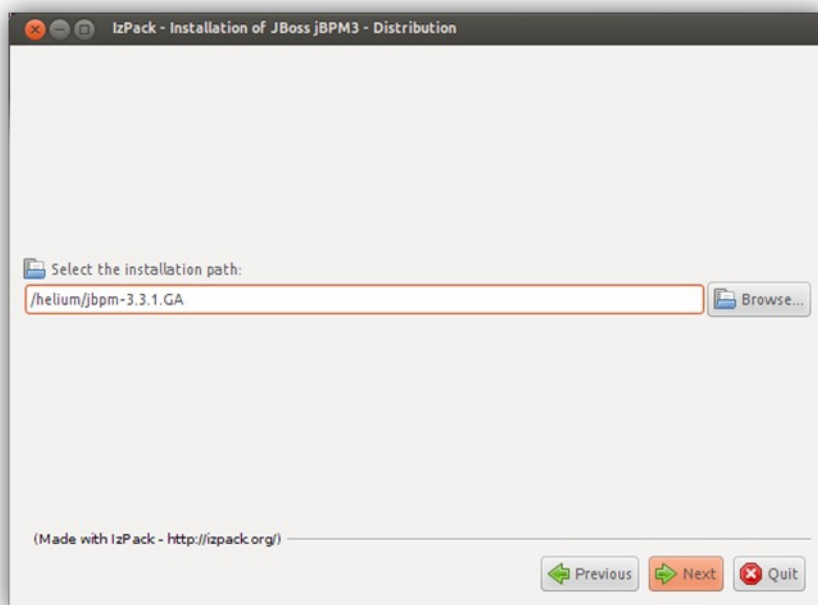 IzPack - Installation of JBoss jBPM3 - Distribution
Select the installation path:
/helium/jbpm-3.3.1.GA
Browse...
(Made with IzPack - http://izpack.org/)
Previous
Next
Quit